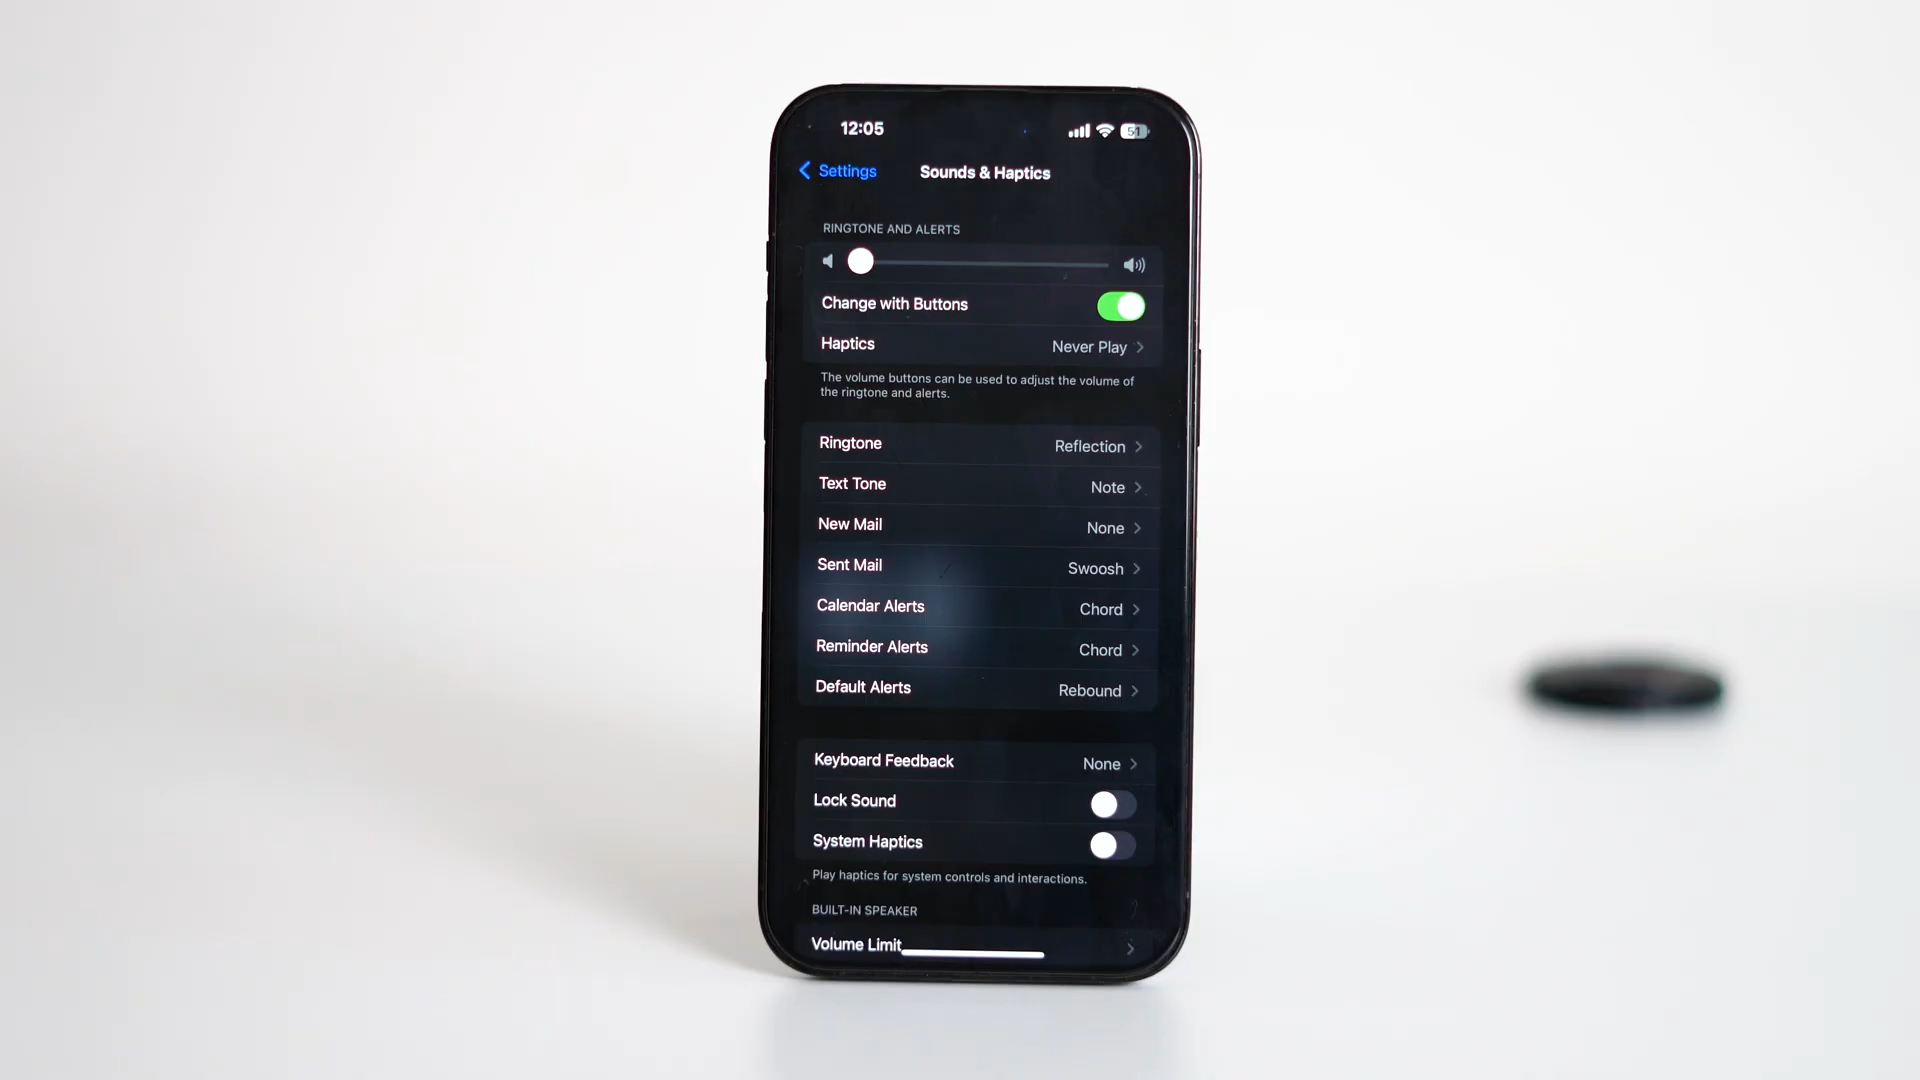 12:05
51
Settings
Sounds & Haptics
RINGTONE AND ALERTS
Change with Buttons
Haptics Never Play
The volume buttons can be used to adjust the volume of
the ringtone and alerts.
Ringtone Reflection
Text Tone Note
New Mail None
Sent Mail Swoosh
Calendar Alerts Chord
Reminder Alerts Chord
Default Alerts Rebound
Keyboard Feedback None
Lock Sound
System Haptics
Play haptics for system controls and interactions.
BUILT-IN SPEAKER
Volume Limit